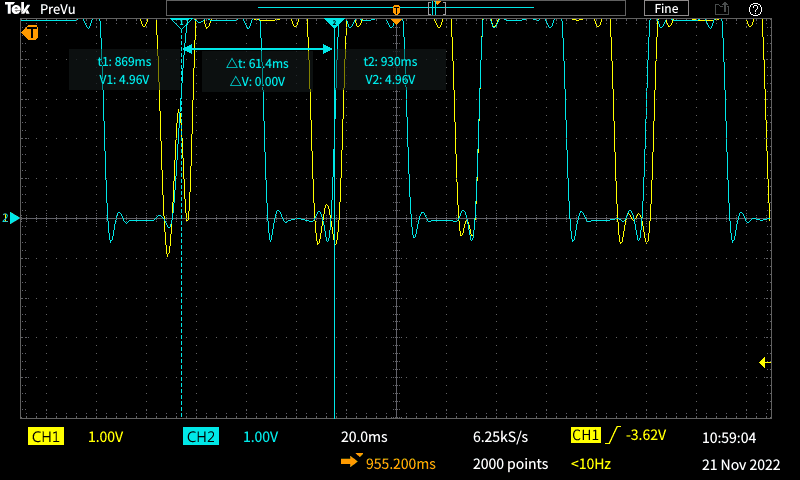 Tek PreVu T Fine
T
t1: 869ms △t: 61.4ms t2: 930ms
V1: 4.96V △V: 0.00V V2: 4.96V
2
CH1 1.00V CH2 1.00V 20.0ms 6.25kS/s CH1 -3.62V 10:59:04
955.200ms 2000 points <10Hz 21 Nov 2022